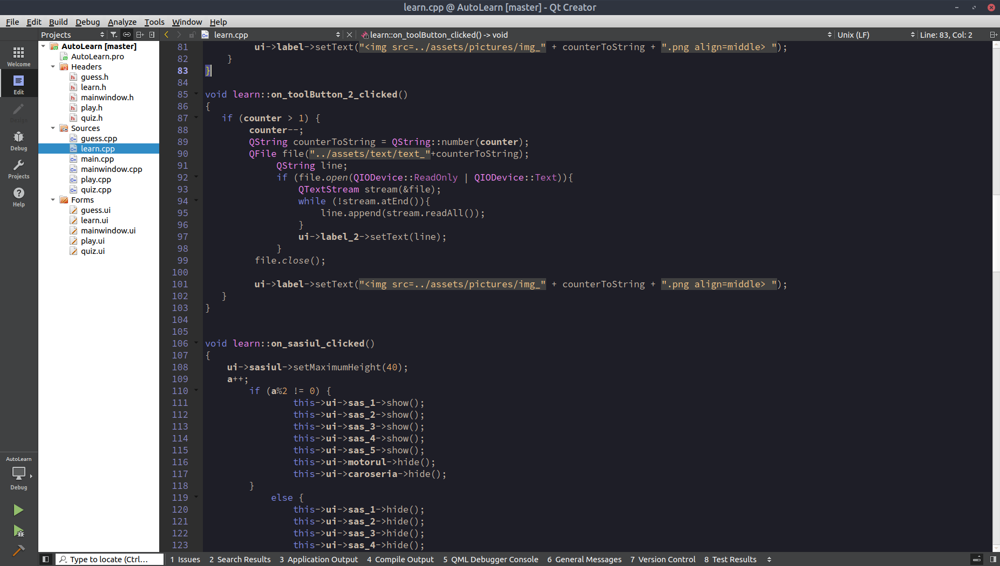 learn.cpp @ AutoLearn [master] - Qt Creator
File Edit Build Debug Analyze Tools Window Help
Projects learn.cpp learn::on_toolButton_clicked() -> void Unix (LF) Line: 83, Col: 2
Welcome
Edit
Design
Debug
Projects
Help
AutoLearn
Debug
AutoLearn [master]
AutoLearn.pro
Headers
guess.h
learn.h
mainwindow.h
play.h
quiz.h
Sources
guess.cpp
learn.cpp
main.cpp
mainwindow.cpp
play.cpp
quiz.cpp
Forms
guess.ui
learn.ui
mainwindow.ui
play.ui
quiz.ui
81 ui->label->setText("<img src=../assets/pictures/img_" + counterToString + ".png align=middle> ");
82 }
83 }
84
85 void learn::on_toolButton_2_clicked()
86 {
87 if (counter > 1) {
88 counter--;
89 QString counterToString = QString::number(counter);
90 QFile file("../assets/text/text_"+counterToString);
91 QString line;
92 if (file.open(QIODevice::ReadOnly | QIODevice::Text)){
93 QTextStream stream(&file);
94 while (!stream.atEnd()){
95 line.append(stream.readAll());
96 }
97 ui->label_2->setText(line);
98 }
99 file.close();
100
101 ui->label->setText("<img src=../assets/pictures/img_" + counterToString + ".png align=middle> ");
102 }
103 }
104
105
106 void learn::on_sasiul_clicked()
107 {
108 ui->sasiul->setMaximumHeight(40);
109 a++;
110 if (a%2 != 0) {
111 this->ui->sas_1->show();
112 this->ui->sas_2->show();
113 this->ui->sas_3->show();
114 this->ui->sas_4->show();
115 this->ui->sas_5->show();
116 this->ui->motorul->hide();
117 this->ui->caroseria->hide();
118 }
119 else {
120 this->ui->sas_1->hide();
121 this->ui->sas_2->hide();
122 this->ui->sas_3->hide();
123 this->ui->sas_4->hide();
Type to locate (Ctrl... 1 Issues 2 Search Results 3 Application Output 4 Compile Output 5 QML Debugger Console 6 General Messages 7 Version Control 8 Test Results